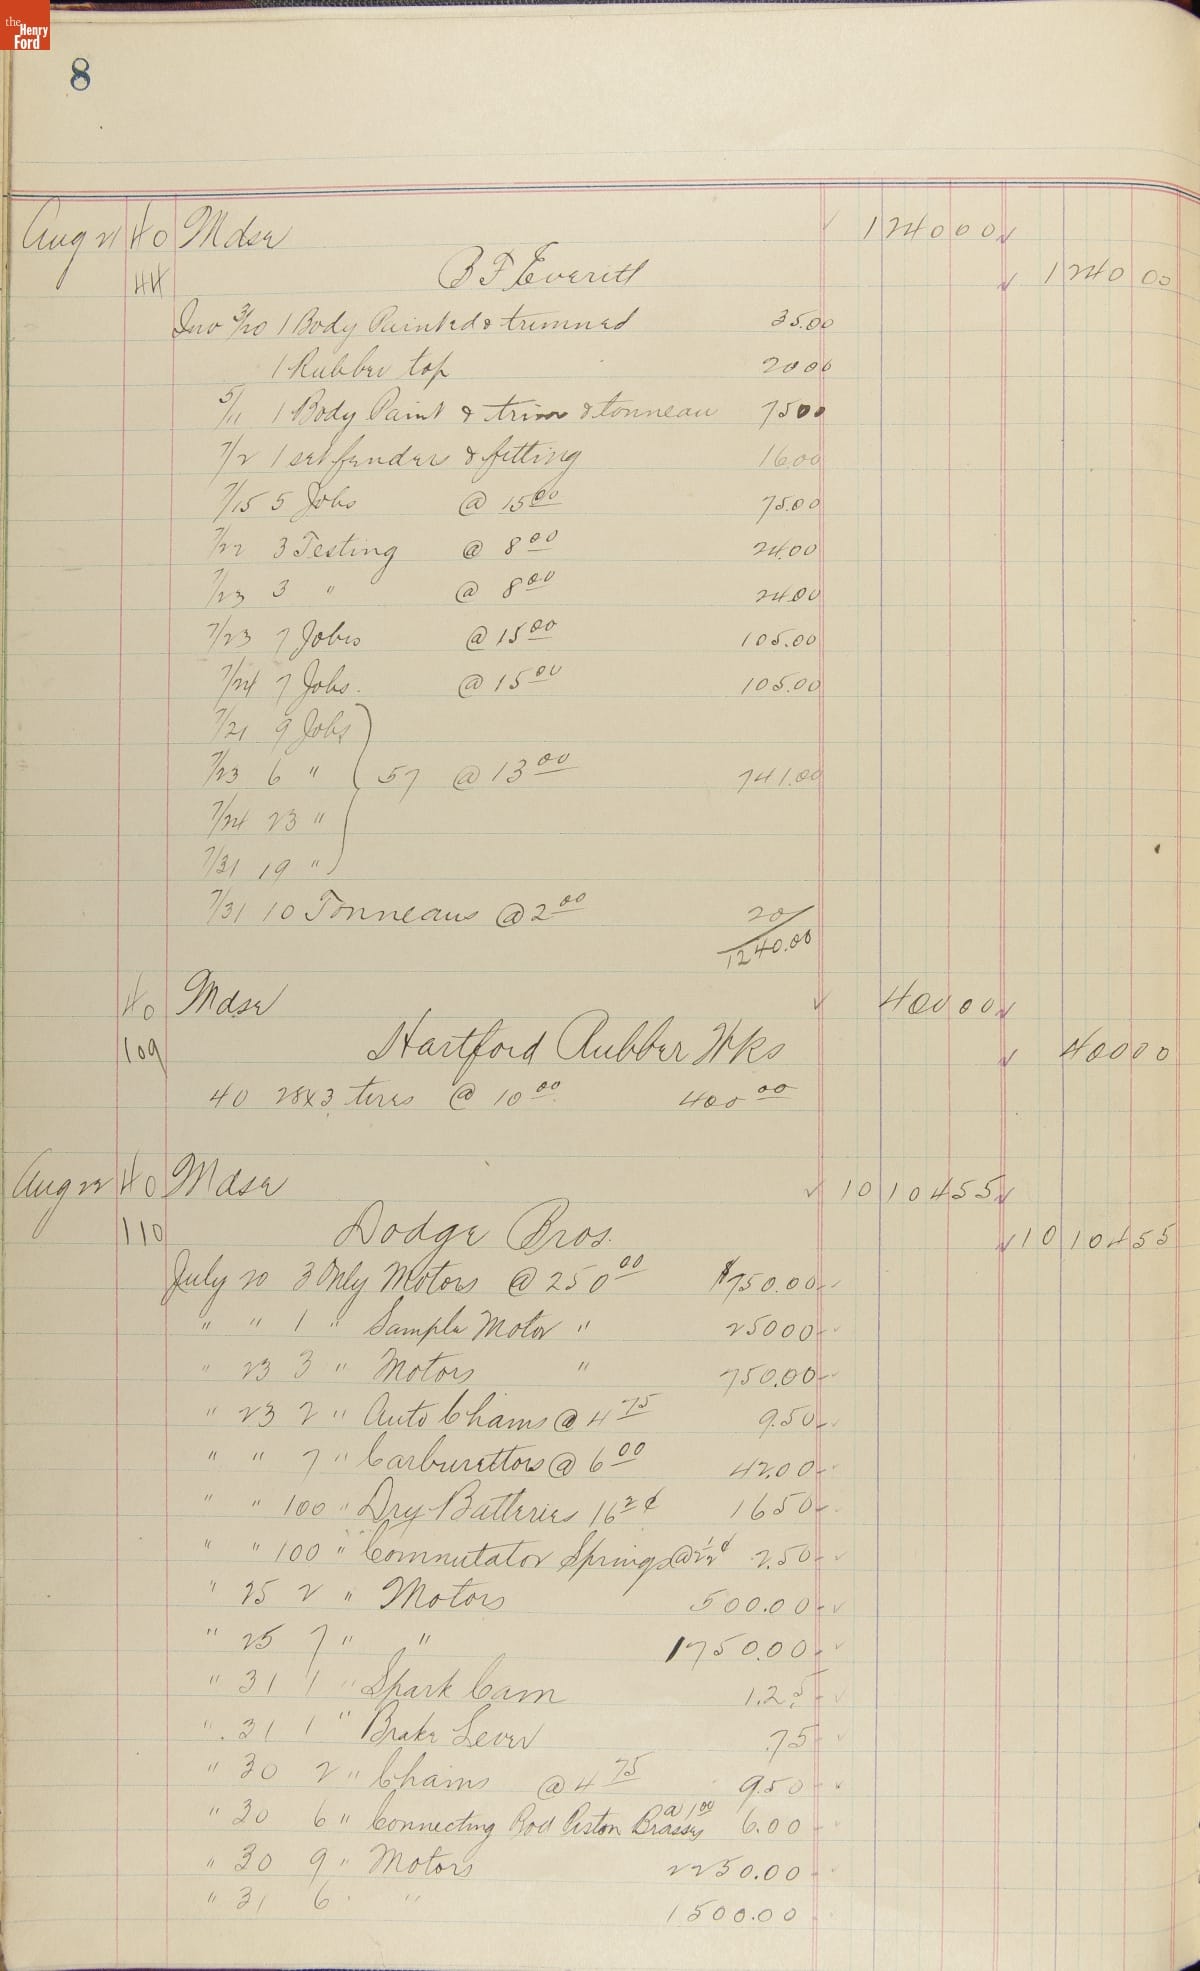 the Henry Ford
8
Aug 21 40 Mdse 1240 00
44 B F Everitt 1240 00
Inv 3/20 1 Body Painted & trimmed 35.00
1 Rubber top 20 00
5/11 1 Body Paint & trim & tonneau 75 00
7/2 1 set fenders & fitting 16.00
7/15 5 Jobs @ 15 00 75.00
7/22 3 Testing @ 8 00 24.00
7/23 3 " @ 8 00 24.00
7/23 7 Jobs @ 15 00 105.00
7/24 7 Jobs. @ 15 00 105.00
7/21 9 Jobs
7/23 6 " 57 @ 13 00 741.00
7/24 23 "
7/31 19 "
7/31 10 Tonneaus @ 2 00 20/
1240.00
40 Mdse 400 00
109 Hartford Rubber Wks 400 00
40 28x3 tires @ 10 00 400 00
Aug 22 40 Mdse 10104 55
110 Dodge Bros. 10104 55
July 20 3 Only Motors @ 250 00 $750.00
" " 1 " Sample Motor " 250 00
" 23 3 " Motors " 750.00
" 23 2 " Auto Chains @ 4 75 9.50
" " 7 " Carburettors @ 6 00 42.00
" " 100 " Dry Batteries 16 2 ¢ 16 50
" " 100 " Commutator Springs @ 2 1/2 ¢ 2.50
" 25 2 " Motors 500.00
" 25 7 " " 1750.00
" 31 1 " Spark Cam 1.25
" 31 1 " Brake Lever .75
" 30 2 " Chains @ 4 75 9.50
" 30 6 " Connecting Rod Piston Brasses @ 1 00 6.00
" 30 9 " Motors 2250.00
" 31 6 " " 1500.00